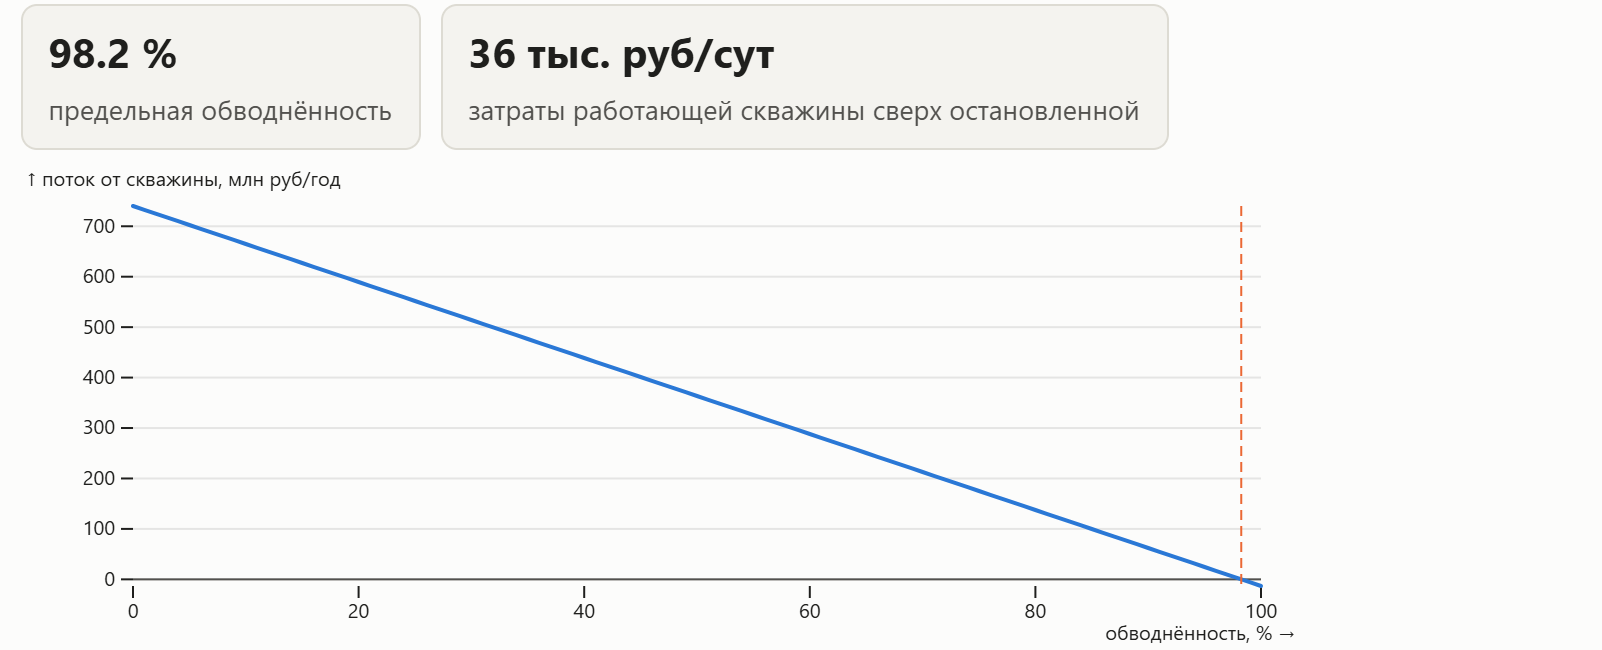 98.2 %
предельная обводнённость
36 тыс. руб/сут
затраты работающей скважины сверх остановленной
↑ поток от скважины, млн руб/год
700
600
500
400
300
200
100
0
0 20 40 60 80 100
обводнённость, % →